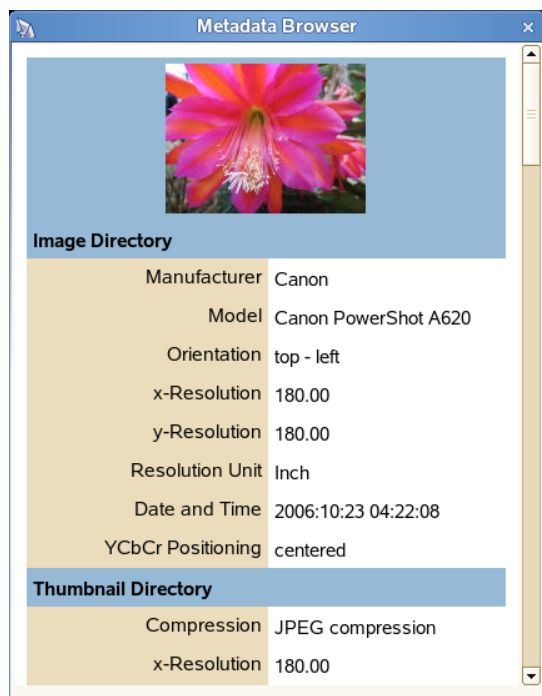 Metadata Browser
Image Directory
Manufacturer Canon
Model Canon PowerShot A620
Orientation top - left
x-Resolution 180.00
y-Resolution 180.00
Resolution Unit Inch
Date and Time 2006:10:23 04:22:08
YCbCr Positioning centered
Thumbnail Directory
Compression JPEG compression
x-Resolution 180.00